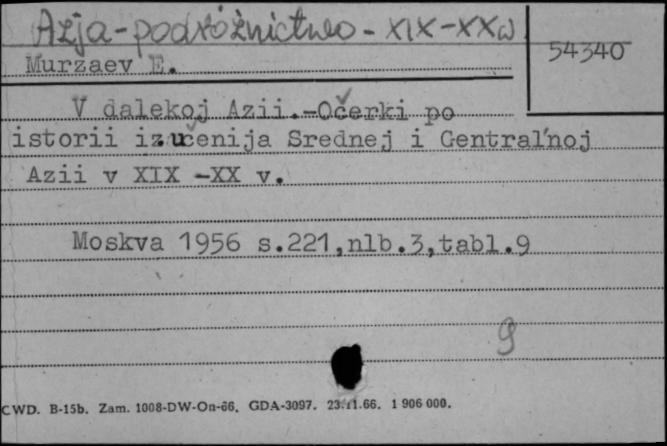 Azja-podróżnictwo - XIX-XXw
54340
Murzaev E.
V dalekoj Azii.-Očerki po
istorii izučenija Srednej i Centraľnoj
Azii v XIX -XX v.
Moskva 1956 s.221,nlb.3,tabl.9
9
CWD. B-15b. Zam. 1008-DW-On-66. GDA-3097. 23.11.66. 1 906 000.